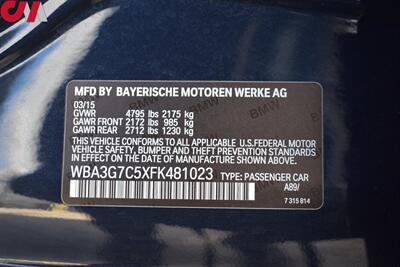 MFD BY BAYERISCHE MOTOREN WERKE AG
03/15
GVWR 4795 lbs 2175 kg
GAWR FRONT 2172 lbs 985 kg
GAWR REAR 2712 lbs 1230 kg
THIS VEHICLE CONFORMS TO ALL APPLICABLE U.S.FEDERAL MOTOR
VEHICLE SAFETY, BUMPER AND THEFT PREVENTION STANDARDS
IN EFFECT ON THE DATE OF MANUFACTURE SHOWN ABOVE.
WBA3G7C5XFK481023 TYPE: PASSENGER CAR
A89/
7 315 814